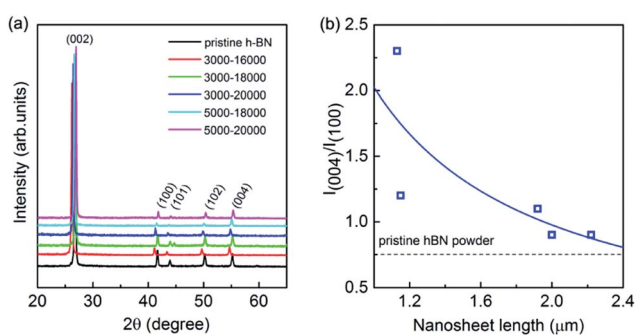 (a)
(002)
pristine h-BN
3000-16000
3000-18000
3000-20000
5000-18000
5000-20000
(100)
(101)
(102)
(004)
Intensity (arb.units)
20 30 40 50 60
2θ (degree)
(b)
2.5
2.0
1.5
1.0
0.5
I(004)/I(100)
pristine hBN powder
1.2 1.6 2.0 2.4
Nanosheet length (μm)